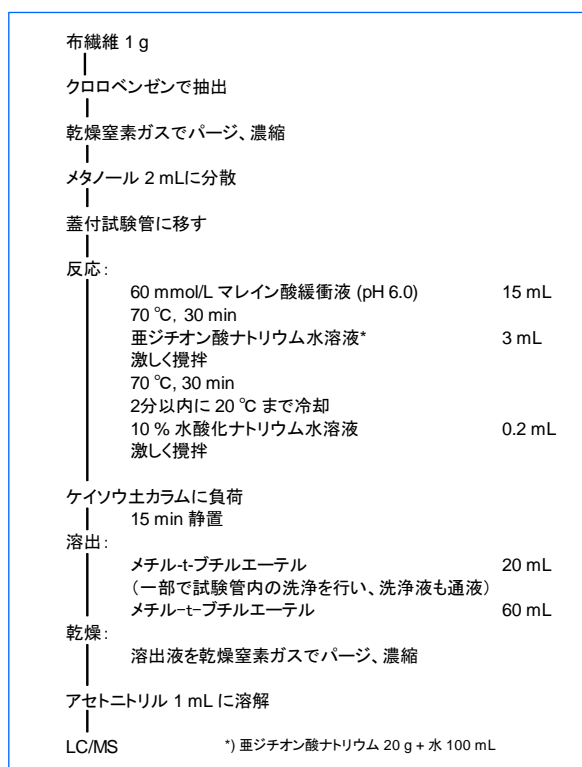 布繊維 1 g
クロロベンゼンで抽出
乾燥窒素ガスでパージ、濃縮
メタノール 2 mLに分散
蓋付試験管に移す
反応：
60 mmol/L マレイン酸緩衝液 (pH 6.0) 15 mL
70 ℃, 30 min
亜ジチオン酸ナトリウム水溶液* 3 mL
激しく攪拌
70 ℃, 30 min
2分以内に 20 ℃ まで冷却
10 % 水酸化ナトリウム水溶液 0.2 mL
激しく攪拌
ケイソウ土カラムに負荷
15 min 静置
溶出：
メチル-t-ブチルエーテル 20 mL
（一部で試験管内の洗浄を行い、洗浄液も通液）
メチル-t-ブチルエーテル 60 mL
乾燥：
溶出液を乾燥窒素ガスでパージ、濃縮
アセトニトリル 1 mL に溶解
LC/MS *) 亜ジチオン酸ナトリウム 20 g + 水 100 mL